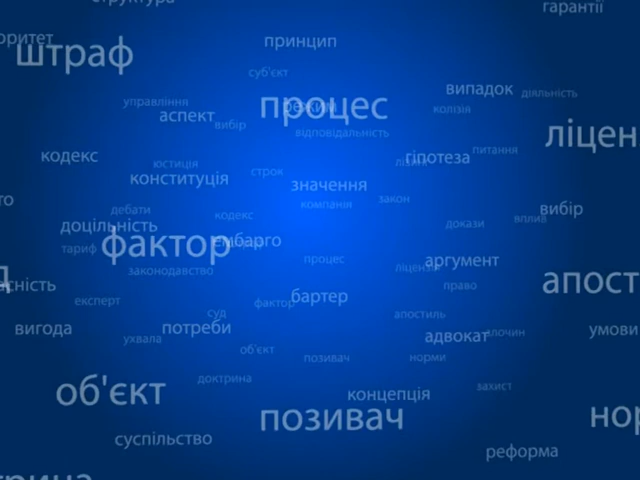 структура
гарантії
штраф
принцип
суб'єкт
випадок
діяльність
управління
процес
режим
колізія
аспект
вибір
відповідальність
ліцен
кодекс
юстиція
гіпотеза
питання
строк
конституція
значення
закон
компанія
дебати
кодекс
вибір
вплив
доцільність
докази
фактор
ембарго
тариф
процес
аргумент
ліцензія
право
законодавство
апост
експерт
фактор
бартер
суд
апостиль
вигода
потреби
ухвала
адвокат
злочин
умови
об'єкт
позивач
норми
доктрина
захист
об'єкт
концепція
позивач
нор
суспільство
реформа